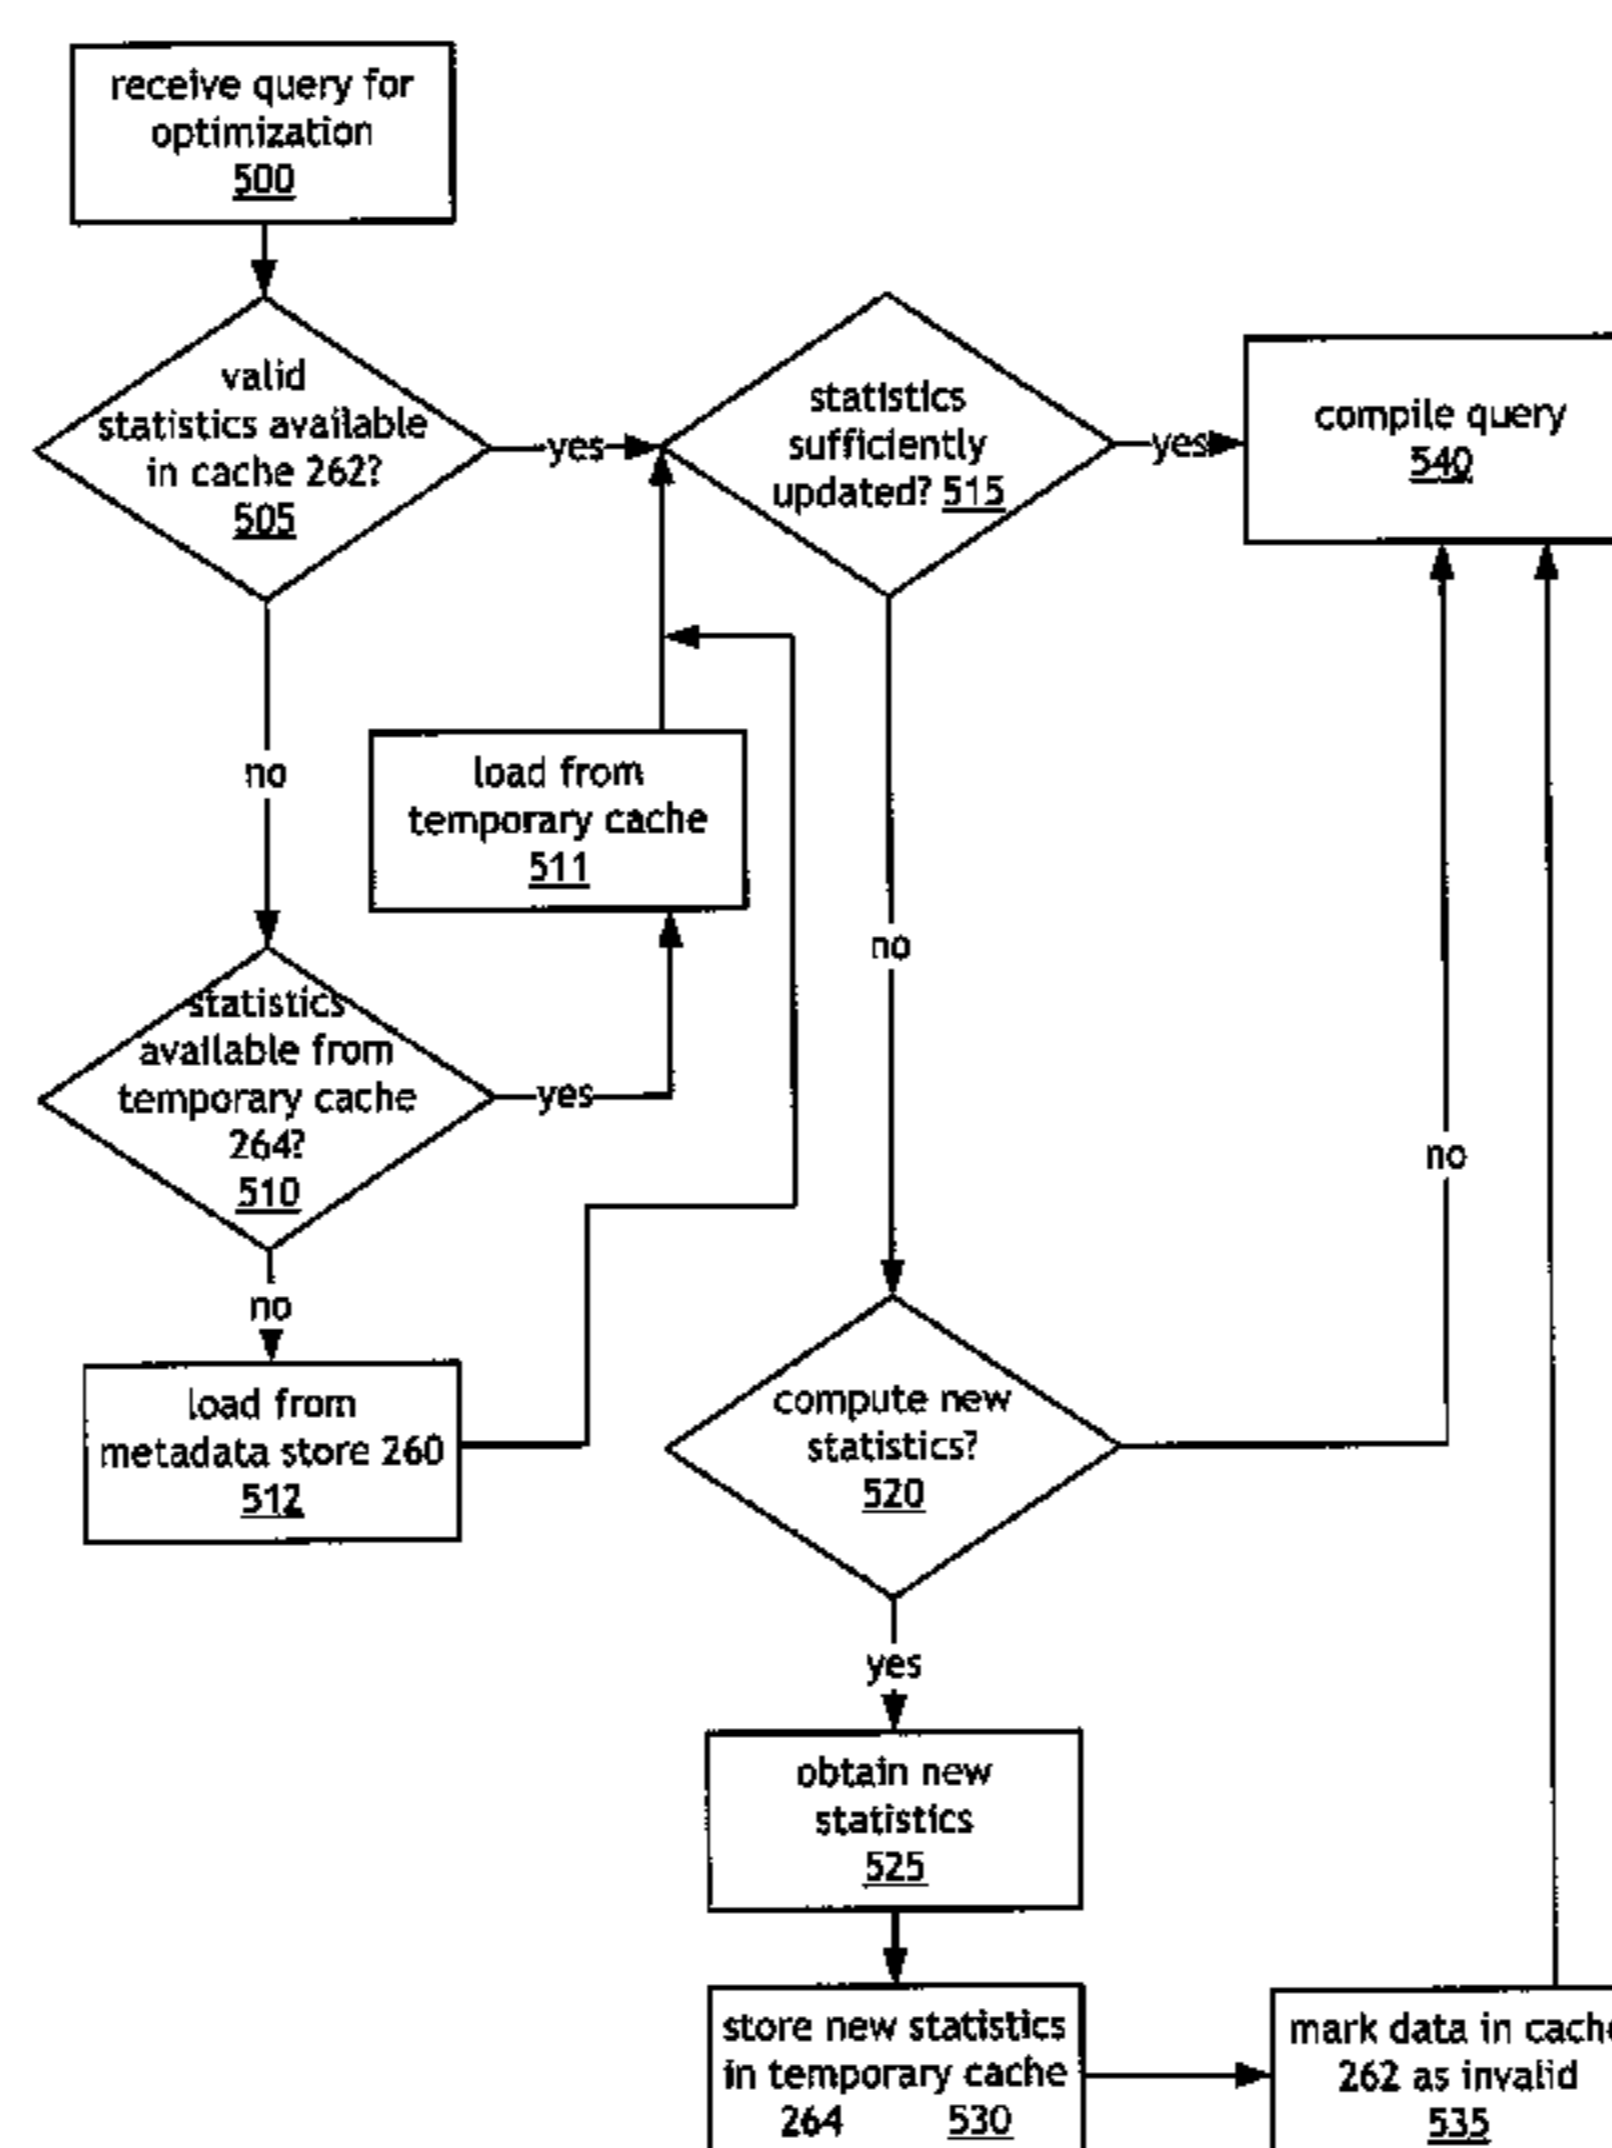 receive query for
optimization
500
valid
statistics available
in cache 262?
505
yes
statistics
sufficiently
updated? 515
yes
compile query
540
no
load from
temporary cache
511
no
statistics
available from
temporary cache
264?
510
yes
no
no
load from
metadata store 260
512
compute new
statistics?
520
yes
obtain new
statistics
525
store new statistics
in temporary cache
264 530
mark data in cache
262 as invalid
535